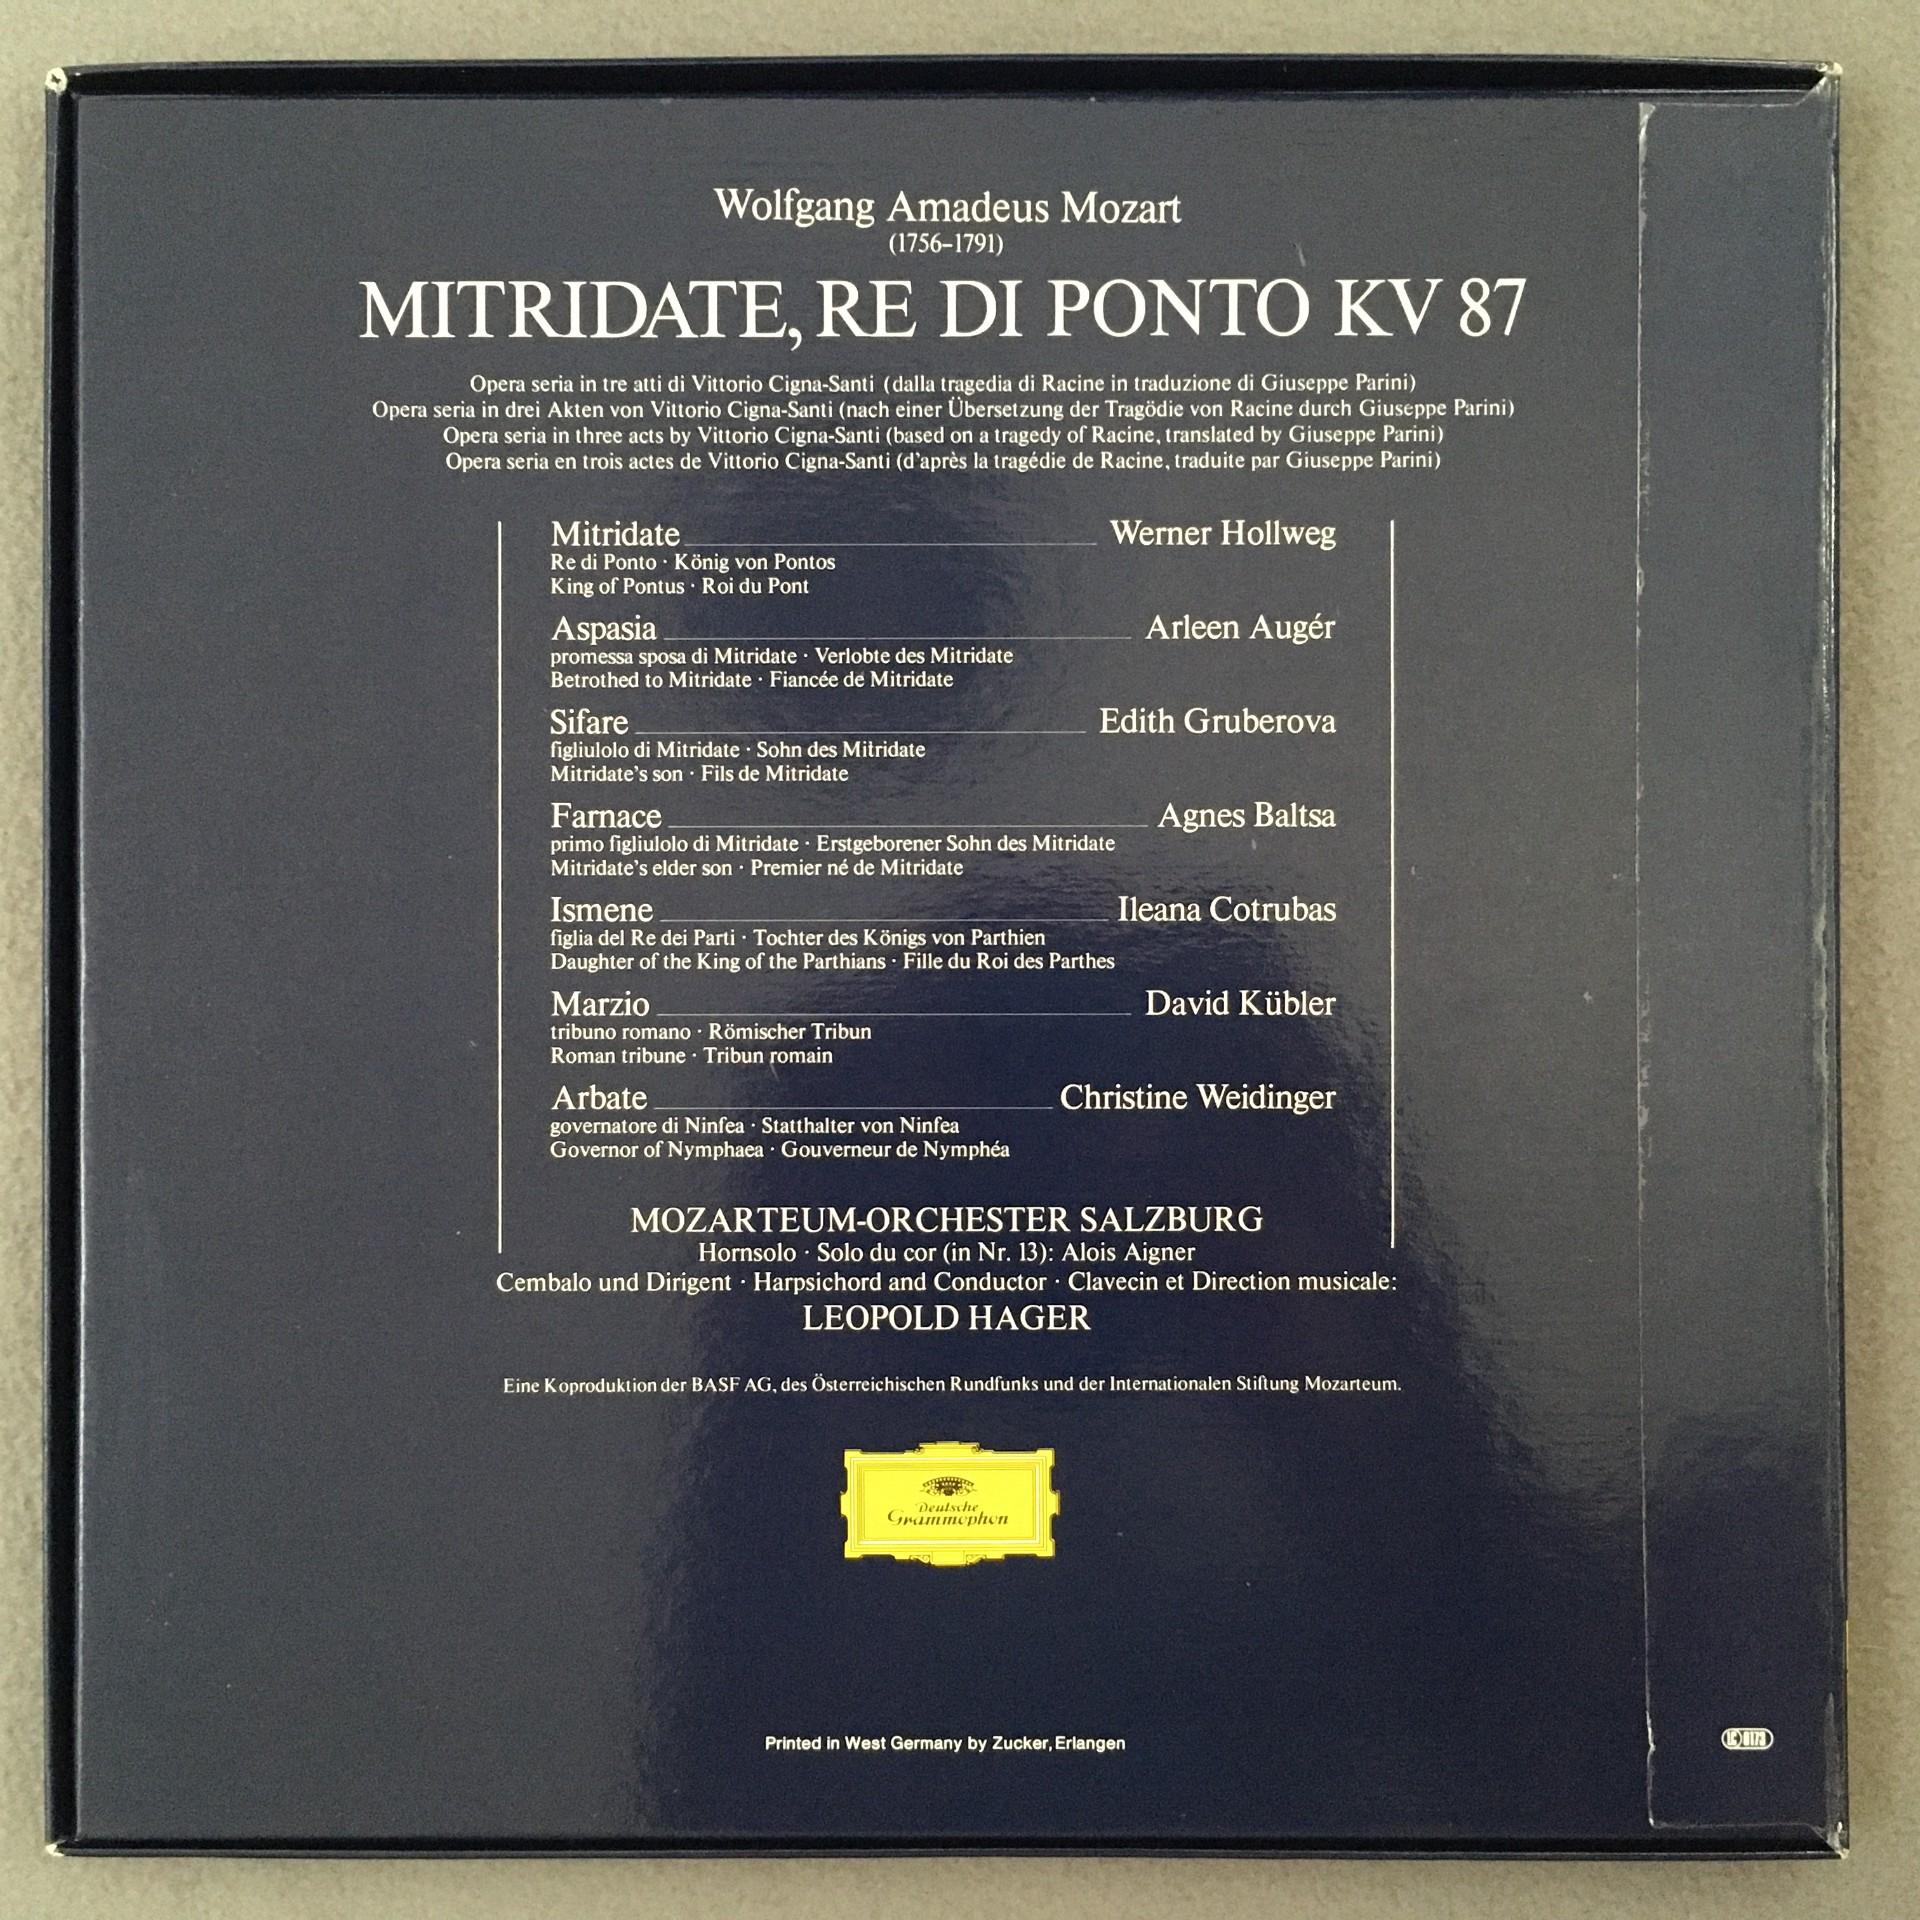 Wolfgang Amadeus Mozart
(1756–1791)
MITRIDATE, RE DI PONTO KV 87
Opera seria in tre atti di Vittorio Cigna-Santi (dalla tragedia di Racine in traduzione di Giuseppe Parini)
Opera seria in drei Akten von Vittorio Cigna-Santi (nach einer Übersetzung der Tragödie von Racine durch Giuseppe Parini)
Opera seria in three acts by Vittorio Cigna-Santi (based on a tragedy of Racine, translated by Giuseppe Parini)
Opera seria en trois actes de Vittorio Cigna-Santi (d'après la tragédie de Racine, traduite par Giuseppe Parini)
Mitridate Werner Hollweg
Re di Ponto · König von Pontos
King of Pontus · Roi du Pont
Aspasia Arleen Augér
promessa sposa di Mitridate · Verlobte des Mitridate
Betrothed to Mitridate · Fiancée de Mitridate
Sifare Edith Gruberova
figliulolo di Mitridate · Sohn des Mitridate
Mitridate's son · Fils de Mitridate
Farnace Agnes Baltsa
primo figliulolo di Mitridate · Erstgeborener Sohn des Mitridate
Mitridate's elder son · Premier né de Mitridate
Ismene Ileana Cotrubas
figlia del Re dei Parti · Tochter des Königs von Parthien
Daughter of the King of the Parthians · Fille du Roi des Parthes
Marzio David Kübler
tribuno romano · Römischer Tribun
Roman tribune · Tribun romain
Arbate Christine Weidinger
governatore di Ninfea · Statthalter von Ninfea
Governor of Nymphaea · Gouverneur de Nymphéa
MOZARTEUM-ORCHESTER SALZBURG
Hornsolo · Solo du cor (in Nr. 13): Alois Aigner
Cembalo und Dirigent · Harpsichord and Conductor · Clavecin et Direction musicale:
LEOPOLD HAGER
Eine Koproduktion der BASF AG, des Österreichischen Rundfunks und der Internationalen Stiftung Mozarteum.
Deutsche
Grammophon
Printed in West Germany by Zucker, Erlangen
LC 0173